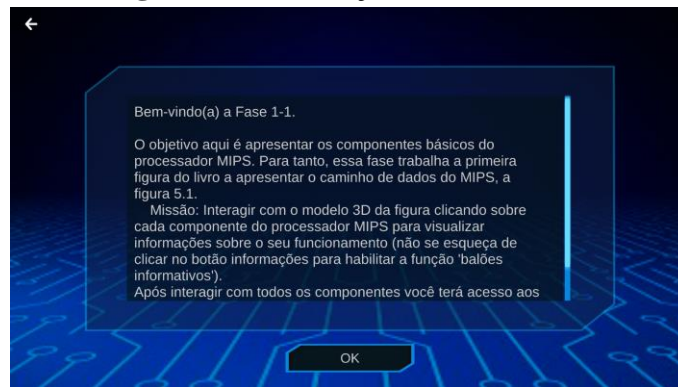 Bem-vindo(a) a Fase 1-1.
O objetivo aqui é apresentar os componentes básicos do
processador MIPS. Para tanto, essa fase trabalha a primeira
figura do livro a apresentar o caminho de dados do MIPS, a
figura 5.1.
Missão: Interagir com o modelo 3D da figura clicando sobre
cada componente do processador MIPS para visualizar
informações sobre o seu funcionamento (não se esqueça de
clicar no botão informações para habilitar a função 'balões
informativos').
Após interagir com todos os componentes você terá acesso aos
OK